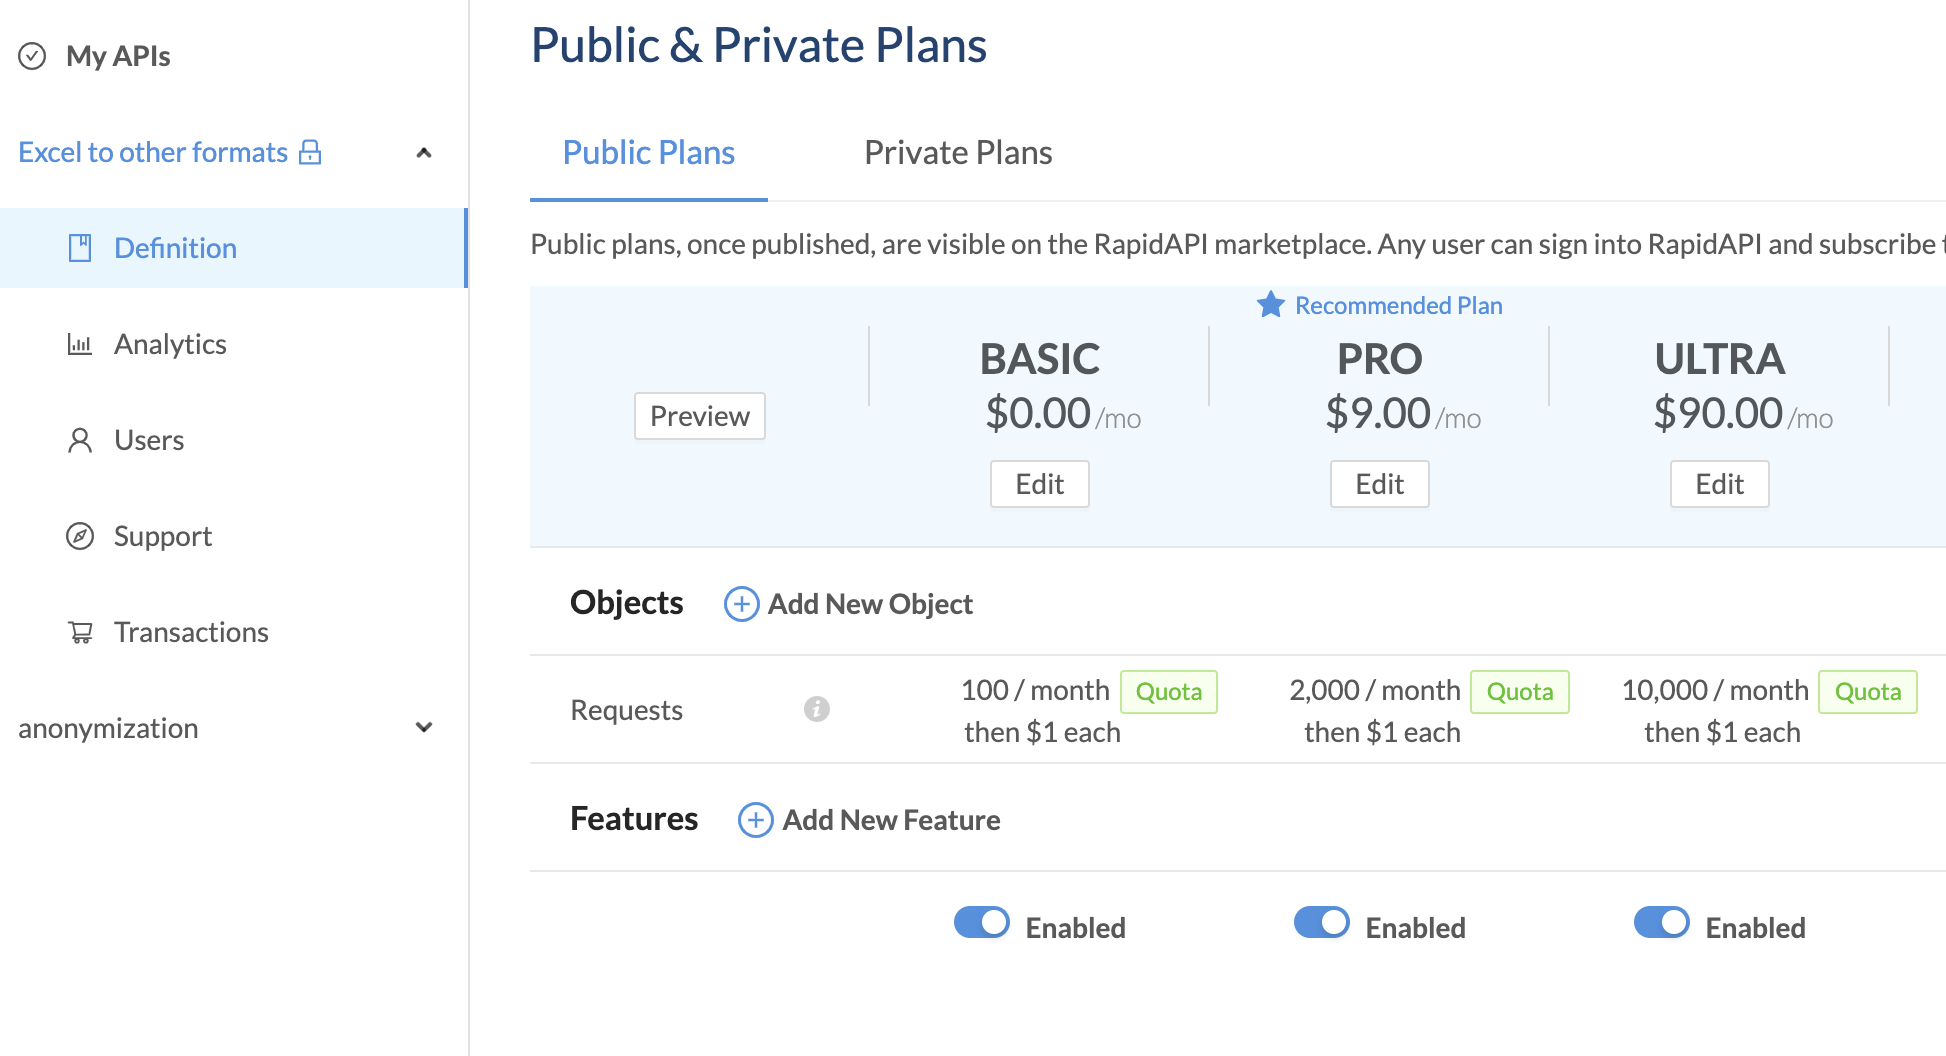 My APIs
Excel to other formats
Definition
Analytics
Users
Support
Transactions
anonymization
Public & Private Plans
Public Plans Private Plans
Public plans, once published, are visible on the RapidAPI marketplace. Any user can sign into RapidAPI and subscribe
Recommended Plan
BASIC PRO ULTRA
$0.00/mo $9.00/mo $90.00/mo
Preview
Edit Edit Edit
Objects Add New Object
Requests
100 / month Quota 2,000 / month Quota 10,000 / month Quota
then $1 each then $1 each then $1 each
Features Add New Feature
Enabled Enabled Enabled